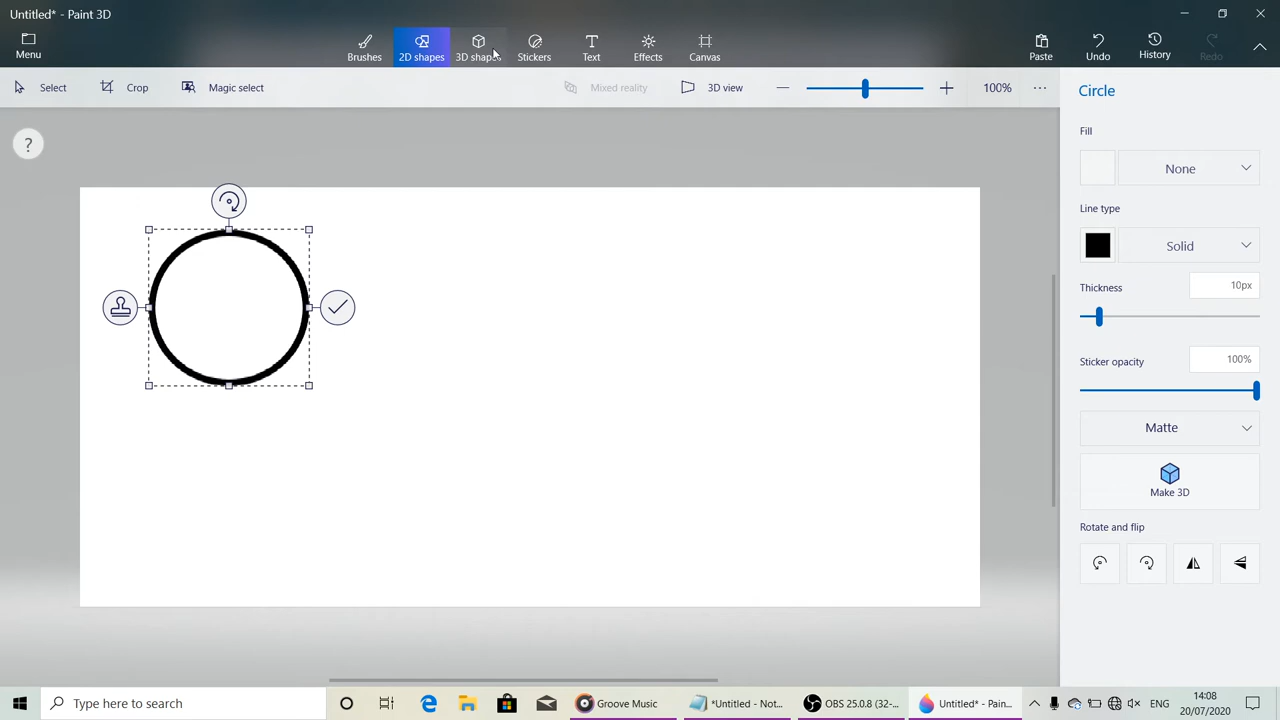 Untitled* - Paint 3D
Menu
Brushes
2D shapes
3D shapes
Stickers
Text
Effects
Canvas
Paste
Undo
History
Redo
Select
Crop
Magic select
Mixed reality
3D view
100%
Circle
Fill
None
Line type
Solid
Thickness
10px
Sticker opacity
100%
Matte
Make 3D
Rotate and flip
?
Type here to search
Groove Music
*Untitled - Not...
OBS 25.0.8 (32-...
Untitled* - Pain...
ENG
14:08
20/07/2020